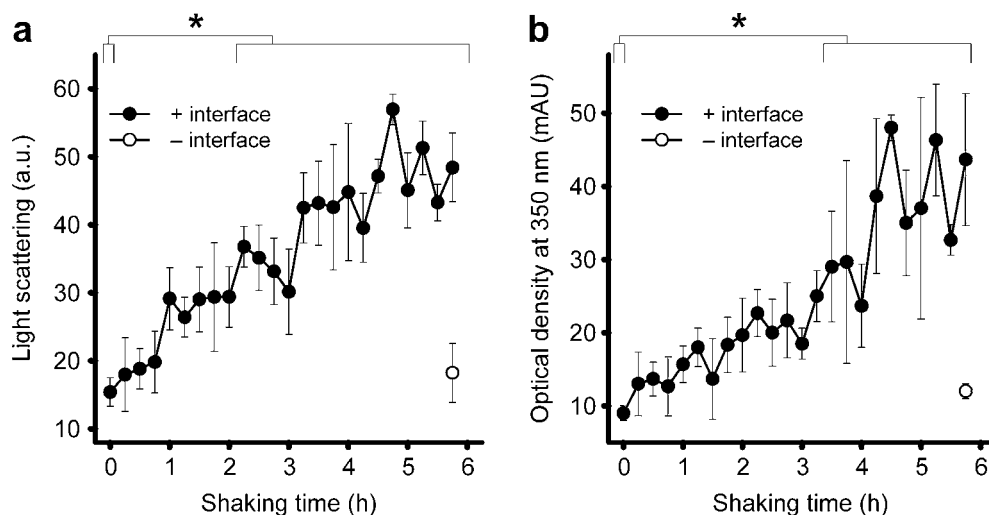 a
*
Light scattering (a.u.)
60
50
40
30
20
10
+ interface
– interface
0 1 2 3 4 5 6
Shaking time (h)
b
*
Optical density at 350 nm (mAU)
50
40
30
20
10
+ interface
– interface
0 1 2 3 4 5 6
Shaking time (h)